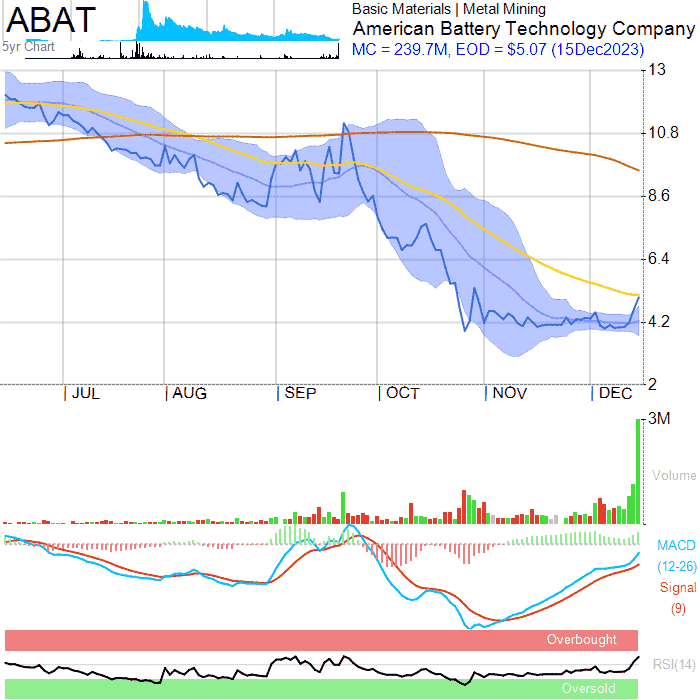 ABAT
5yr Chart
Basic Materials | Metal Mining
American Battery Technology Company
MC = 239.7M, EOD = $5.07 (15Dec2023)
13
10.8
8.6
6.4
4.2
2
JUL AUG SEP OCT NOV DEC
3M
Volume
MACD
(12-26)
Signal
(9)
Overbought
RSI(14)
Oversold